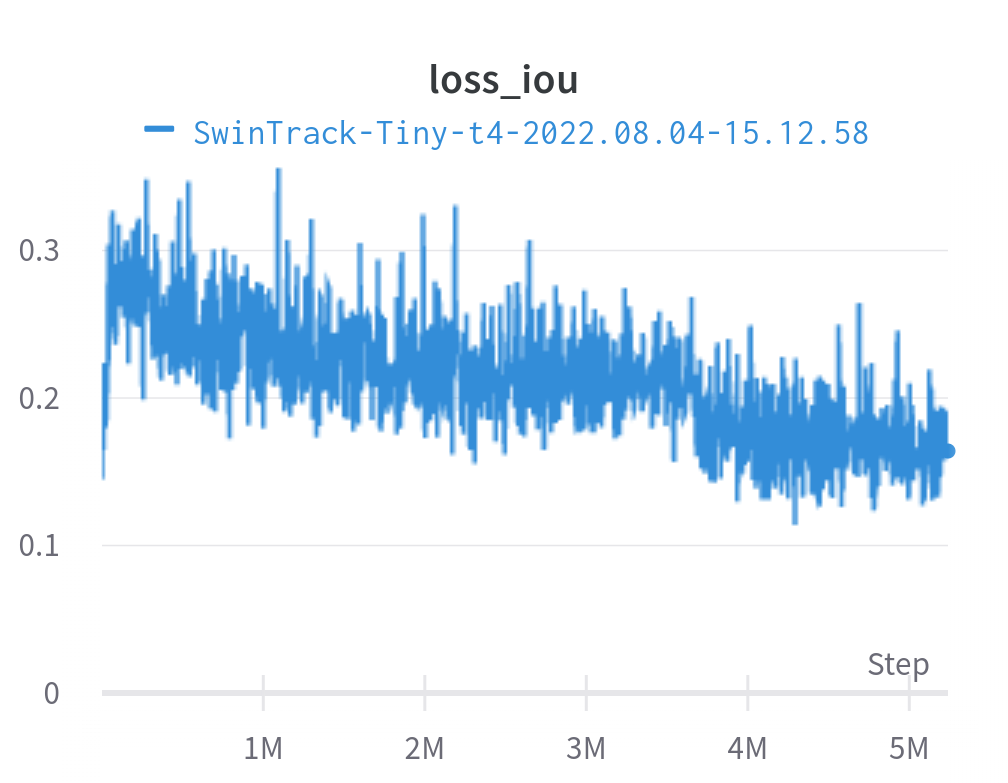 loss_iou
SwinTrack-Tiny-t4-2022.08.04-15.12.58
0.3
0.2
0.1
Step
0
1M 2M 3M 4M 5M